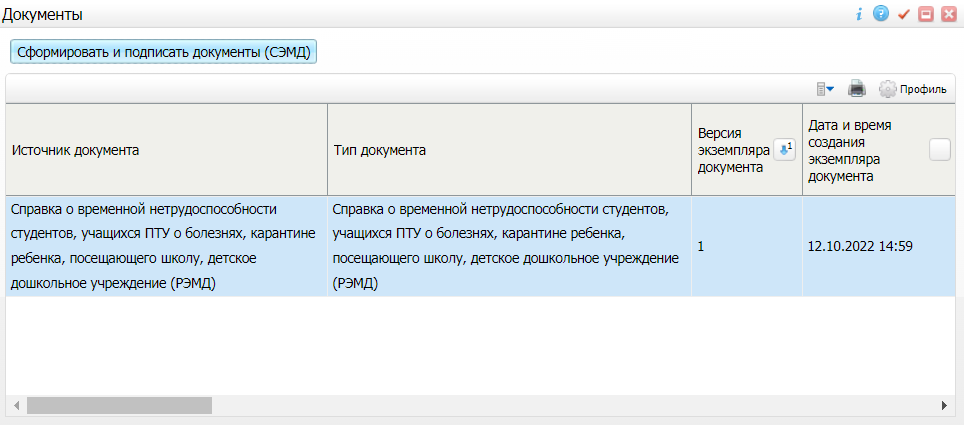 Документы
Сформировать и подписать документы (СЭМД)
Профиль
Источник документа
Тип документа
Версия
экземпляра
документа
1
Дата и время
создания
экземпляра
документа
Справка о временной нетрудоспособности
студентов, учащихся ПТУ о болезнях, карантине
ребенка, посещающего школу, детское
дошкольное учреждение (РЭМД)
Справка о временной нетрудоспособности студентов,
учащихся ПТУ о болезнях, карантине ребенка,
посещающего школу, детское дошкольное учреждение
(РЭМД)
1
12.10.2022 14:59